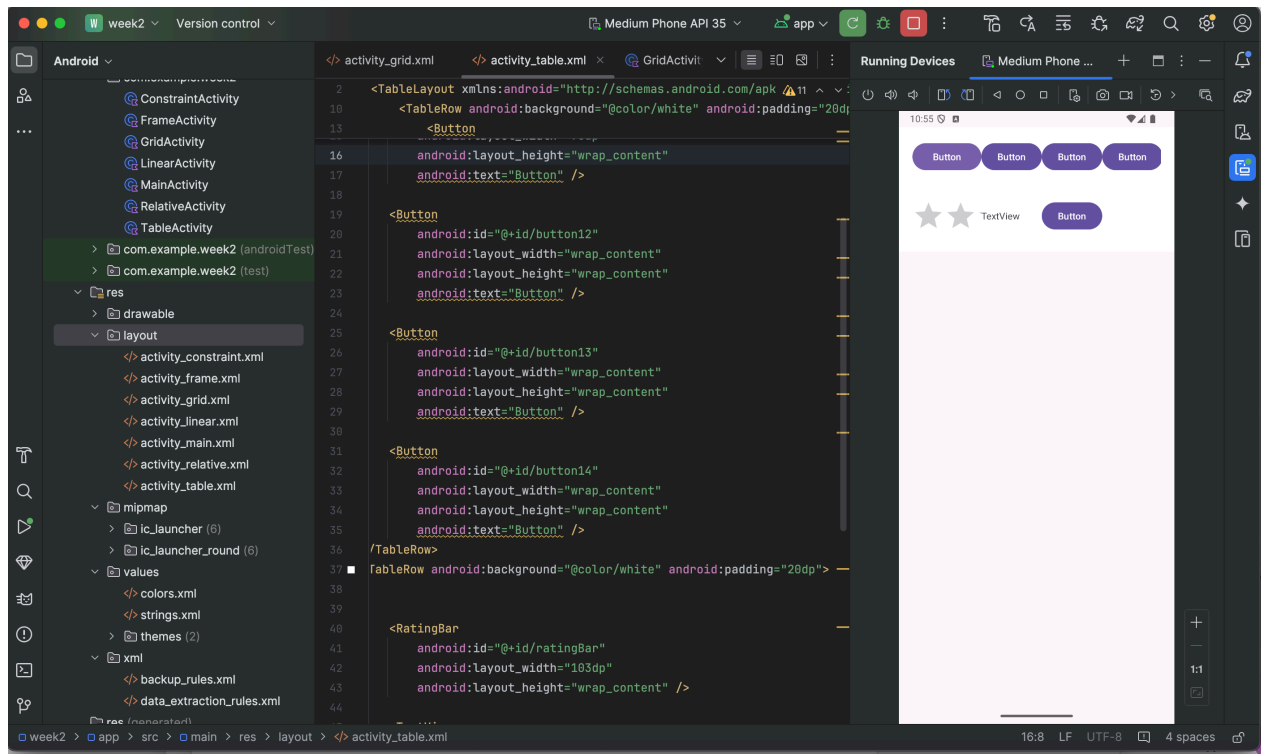 W week2 Version control Medium Phone API 35 app
Android
activity_grid.xml activity_table.xml GridActivit
Running Devices Medium Phone ...
com.example.week2
ConstraintActivity
FrameActivity
GridActivity
LinearActivity
MainActivity
RelativeActivity
TableActivity
com.example.week2 (androidTest)
com.example.week2 (test)
res
drawable
layout
activity_constraint.xml
activity_frame.xml
activity_grid.xml
activity_linear.xml
activity_main.xml
activity_relative.xml
activity_table.xml
mipmap
ic_launcher (6)
ic_launcher_round (6)
values
colors.xml
strings.xml
themes (2)
xml
backup_rules.xml
data_extraction_rules.xml
res (generated)
2 <TableLayout xmlns:android="http://schemas.android.com/apk 11
10 <TableRow android:background="@color/white" android:padding="20dp
13 <Button
16 android:layout_height="wrap_content"
17 android:text="Button" />
18
19 <Button
20 android:id="@+id/button12"
21 android:layout_width="wrap_content"
22 android:layout_height="wrap_content"
23 android:text="Button" />
24
25 <Button
26 android:id="@+id/button13"
27 android:layout_width="wrap_content"
28 android:layout_height="wrap_content"
29 android:text="Button" />
30
31 <Button
32 android:id="@+id/button14"
33 android:layout_width="wrap_content"
34 android:layout_height="wrap_content"
35 android:text="Button" />
36 /TableRow>
37 TableRow android:background="@color/white" android:padding="20dp">
38
39
40 <RatingBar
41 android:id="@+id/ratingBar"
42 android:layout_width="103dp"
43 android:layout_height="wrap_content" />
44
10:55
Button Button Button Button
TextView Button
1:1
week2 > app > src > main > res > layout > activity_table.xml
16:8 LF UTF-8 4 spaces